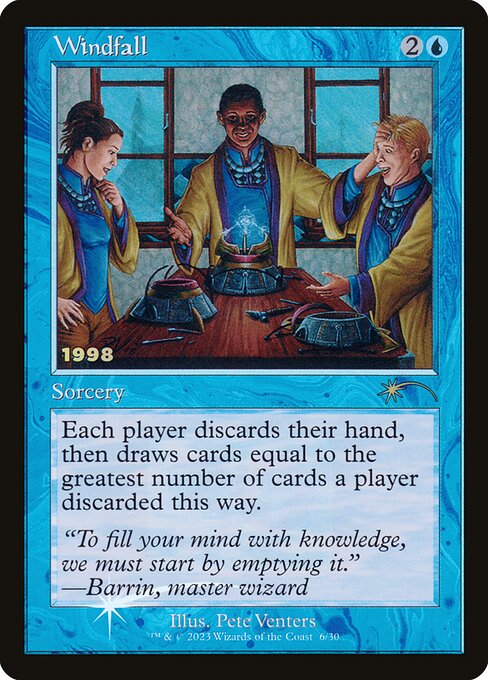 Windfall 2
1998
Sorcery
Each player discards their hand,
then draws cards equal to the
greatest number of cards a player
discarded this way.
“To fill your mind with knowledge,
we must start by emptying it.”
—Barrin, master wizard
Illus. Pete Venters
™ & © 2023 Wizards of the Coast 6/30